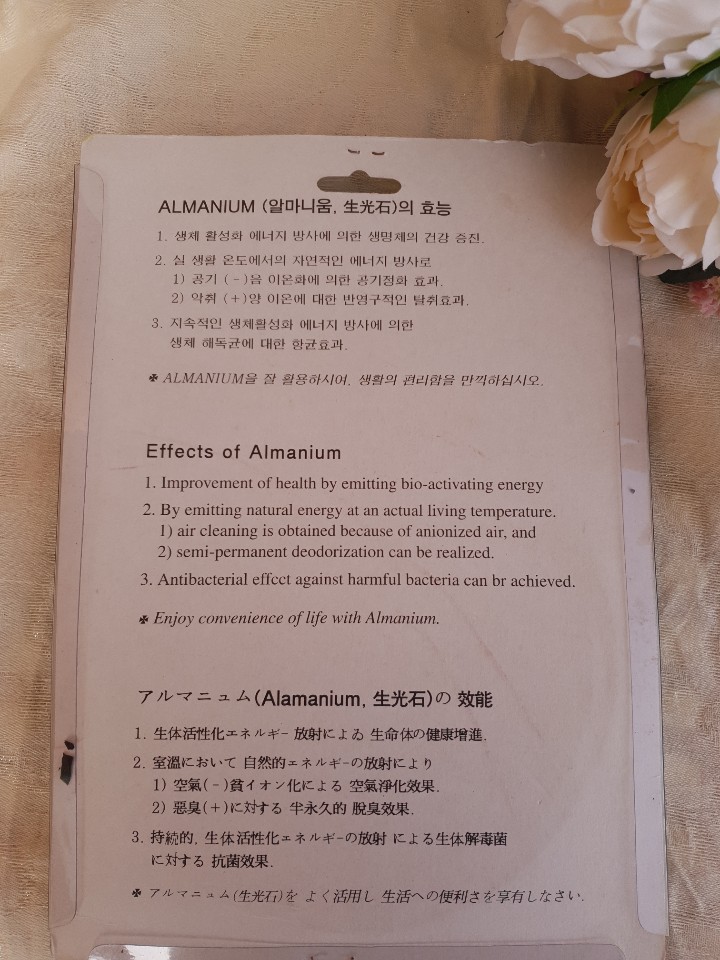 ALMANIUM (알마니움, 生光石)의 효능
1. 생체 활성화 에너지 방사에 의한 생명체의 건강 증진.
2. 실 생활 온도에서의 자연적인 에너지 방사로
1) 공기 (-)음 이온화에 의한 공기정화 효과.
2) 악취 (+)양 이온에 대한 반영구적인 탈취효과.
3. 지속적인 생체활성화 에너지 방사에 의한
생체 해독균에 대한 항균효과.
✤ ALMANIUM을 잘 활용하시여, 생활의 편리함을 만끽하십시오.
Effects of Almanium
1. Improvement of health by emitting bio-activating energy
2. By emitting natural energy at an actual living temperature.
1) air cleaning is obtained because of anionized air, and
2) semi-permanent deodorization can be realized.
3. Antibacterial effcct against harmful bacteria can br achieved.
✤ Enjoy convenience of life with Almanium.
アルマニュム(Alamanium, 生光石)の 效能
1. 生体活性化エネルギ- 放射によゐ 生命体の健康増進.
2. 室溫において 自然的エネルギ-の放射により
1) 空氣(-)貧イオン化による 空氣淨化效果.
2) 惡臭(+)に対する 半永久的 脫臭效果.
3. 持続的, 生体活性化エネルギ-の放射 による生体解毒菌
に対する 抗菌效果.
✤ アルマニュム(生光石)を よく活用し 生活への便利さを享有しなさい.